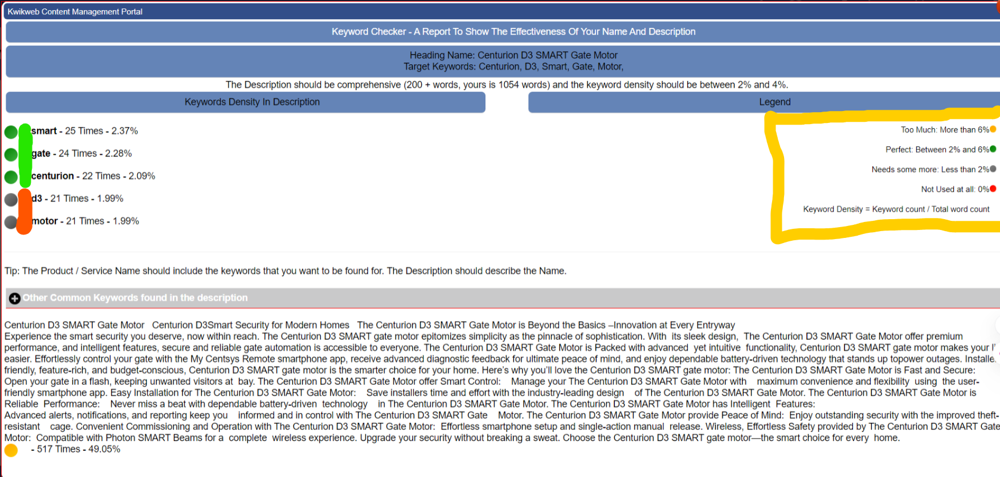 Kwikweb Content Management Portal
Keyword Checker - A Report To Show The Effectiveness Of Your Name And Description
Heading Name: Centurion D3 SMART Gate Motor
Target Keywords: Centurion, D3, Smart, Gate, Motor,
The Description should be comprehensive (200 + words, yours is 1054 words) and the keyword density should be between 2% and 4%.
Keywords Density In Description
smart - 25 Times - 2.37%
gate - 24 Times - 2.28%
centurion - 22 Times - 2.09%
d3 - 21 Times - 1.99%
motor - 21 Times - 1.99%
Legend
Too Much: More than 6%
Perfect: Between 2% and 6%
Needs some more: Less than 2%
Not Used at all: 0%
Keyword Density = Keyword count / Total word count
Tip: The Product / Service Name should include the keywords that you want to be found for. The Description should describe the Name.
Other Common Keywords found in the description
Centurion D3 SMART Gate Motor Centurion D3Smart Security for Modern Homes The Centurion D3 SMART Gate Motor is Beyond the Basics –Innovation at Every Entryway
Experience the smart security you deserve, now within reach. The Centurion D3 SMART gate motor epitomizes simplicity as the pinnacle of sophistication. With its sleek design, The Centurion D3 SMART Gate Motor offer premium
performance, and intelligent features, secure and reliable gate automation is accessible to everyone. The Centurion D3 SMART Gate Motor is Packed with advanced yet intuitive functionality, Centurion D3 SMART gate motor makes your
easier. Effortlessly control your gate with the My Centsys Remote smartphone app, receive advanced diagnostic feedback for ultimate peace of mind, and enjoy dependable battery-driven technology that stands up topower outages.
friendly, feature-rich, and budget-conscious, Centurion D3 SMART gate motor is the smarter choice for your home. Here's why you'll love the Centurion D3 SMART gate motor: The Centurion D3 SMART Gate Motor is Fast and Secure:
Open your gate in a flash, keeping unwanted visitors at bay. The Centurion D3 SMART Gate Motor offer Smart Control: Manage your The Centurion D3 SMART Gate Motor with maximum convenience and flexibility using the user-
friendly smartphone app. Easy Installation for The Centurion D3 SMART Gate Motor: Save installers time and effort with the industry-leading design of The Centurion D3 SMART Gate Motor. The Centurion D3 SMART Gate Motor is
Reliable Performance: Never miss a beat with dependable battery-driven technology in The Centurion D3 SMART Gate Motor. The Centurion D3 SMART Gate Motor has Intelligent Features:
Advanced alerts, notifications, and reporting keep you informed and in control with The Centurion D3 SMART Gate Motor. The Centurion D3 SMART Gate Motor provide Peace of Mind: Enjoy outstanding security with the improved theft-
resistant cage. Convenient Commissioning and Operation with The Centurion D3 SMART Gate Motor: Effortless smartphone setup and single-action manual release. Wireless, Effortless Safety provided by The Centurion D3 SMART Gate
Motor: Compatible with Photon SMART Beams for a complete wireless experience. Upgrade your security without breaking a sweat. Choose the Centurion D3 SMART gate motor—the smart choice for every home.
- 517 Times - 49.05%